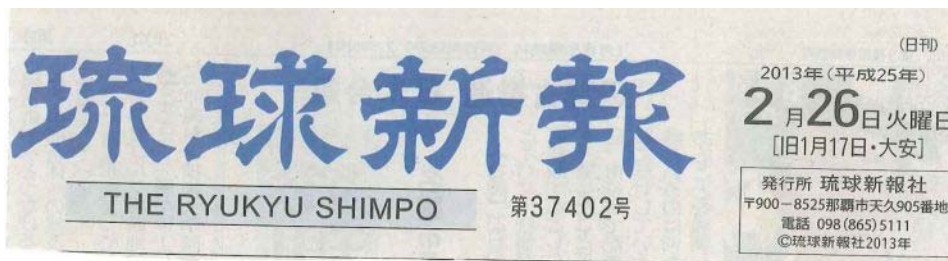 琉球新報
THE RYUKYU SHIMPO
第37402号
(日刊)
2013年(平成25年)
2月26日火曜日
[旧1月17日・大安]
発行所 琉球新報社
〒900-8525那覇市天久905番地
電話 098(865)5111
©琉球新報社2013年